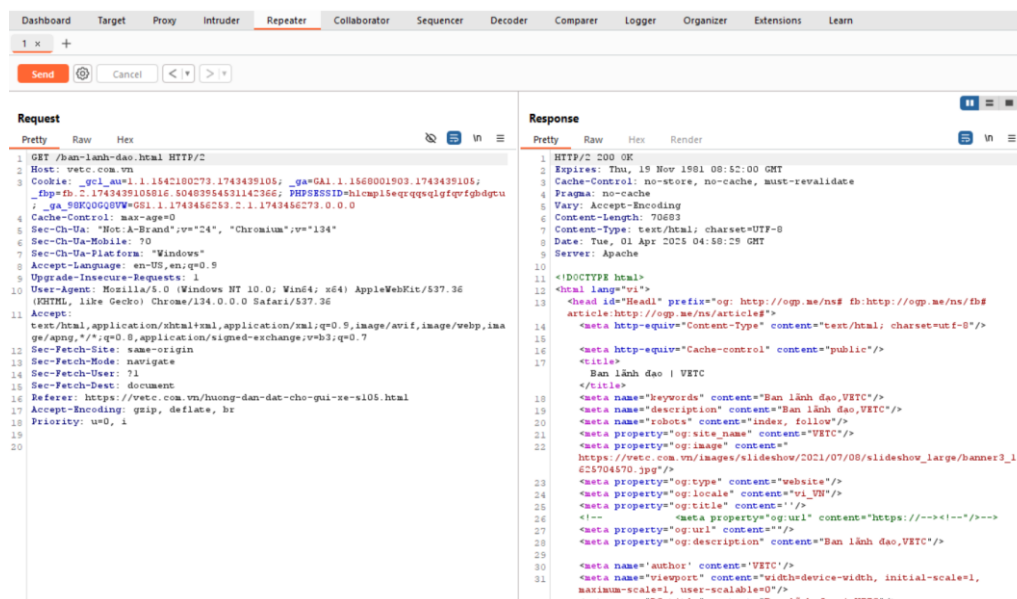 Dashboard Target Proxy Intruder Repeater Collaborator Sequencer Decoder Comparer Logger Organizer Extensions Learn
1 × +
Send Cancel < >
Request
Pretty Raw Hex \n
1 GET /ban-lanh-dao.html HTTP/2
2 Host: vetc.com.vn
3 Cookie: _gcl_au=1.1.1542180273.1743439105; _ga=GA1.1.1568001903.1743439105;
_fbp=fb.2.1743439105816.50483954531142366; PHPSESSID=
; _ga_98KQ0GQ8VW=GS1.1.1743456253.2.1.1743456273.0.0.0
4 Cache-Control: max-age=0
5 Sec-Ch-Ua: "Not:A-Brand";v="24", "Chromium";v="134"
6 Sec-Ch-Ua-Mobile: ?0
7 Sec-Ch-Ua-Platform: "Windows"
8 Accept-Language: en-US,en;q=0.9
9 Upgrade-Insecure-Requests: 1
10 User-Agent: Mozilla/5.0 (Windows NT 10.0; Win64; x64) AppleWebKit/537.36
(KHTML, like Gecko) Chrome/134.0.0.0 Safari/537.36
11 Accept:
text/html,application/xhtml+xml,application/xml;q=0.9,image/avif,image/webp,ima
ge/apng,*/*;q=0.8,application/signed-exchange;v=b3;q=0.7
12 Sec-Fetch-Site: same-origin
13 Sec-Fetch-Mode: navigate
14 Sec-Fetch-User: ?1
15 Sec-Fetch-Dest: document
16 Referer: https://vetc.com.vn/huong-dan-dat-cho-gui-xe-s105.html
17 Accept-Encoding: gzip, deflate, br
18 Priority: u=0, i
19
20
Response
Pretty Raw Hex Render \n
1 HTTP/2 200 OK
2 Expires: Thu, 19 Nov 1981 08:52:00 GMT
3 Cache-Control: no-store, no-cache, must-revalidate
4 Pragma: no-cache
5 Vary: Accept-Encoding
6 Content-Length: 70683
7 Content-Type: text/html; charset=UTF-8
8 Date: Tue, 01 Apr 2025 04:58:29 GMT
9 Server: Apache
10
11 <!DOCTYPE html>
12 <html lang="vi">
13 <head id="Head1" prefix="og: http://ogp.me/ns# fb:http://ogp.me/ns/fb#
article:http://ogp.me/ns/article#">
14 <meta http-equiv="Content-Type" content="text/html; charset=utf-8"/>
15
16 <meta http-equiv="Cache-control" content="public"/>
17 <title>
Ban lãnh đạo | VETC
</title>
18 <meta name="keywords" content="Ban lãnh đạo,VETC"/>
19 <meta name="description" content="Ban lãnh đạo,VETC"/>
20 <meta name="robots" content="index, follow"/>
21 <meta property="og:site_name" content="VETC"/>
22 <meta property="og:image" content="
https://vetc.com.vn/images/slideshow/2021/07/08/slideshow_large/banner3_1
625704570.jpg"/>
23 <meta property="og:type" content="website"/>
24 <meta property="og:locale" content="vi_VN"/>
25 <meta property="og:title" content=''/>
26 <!-- <meta property="og:url" content="https://--><!--"/>-->
27 <meta property="og:url" content=""/>
28 <meta property="og:description" content="Ban lãnh đạo,VETC"/>
29
30 <meta name='author' content='VETC'/>
31 <meta name="viewport" content="width=device-width, initial-scale=1,
maximum-scale=1, user-scalable=0"/>